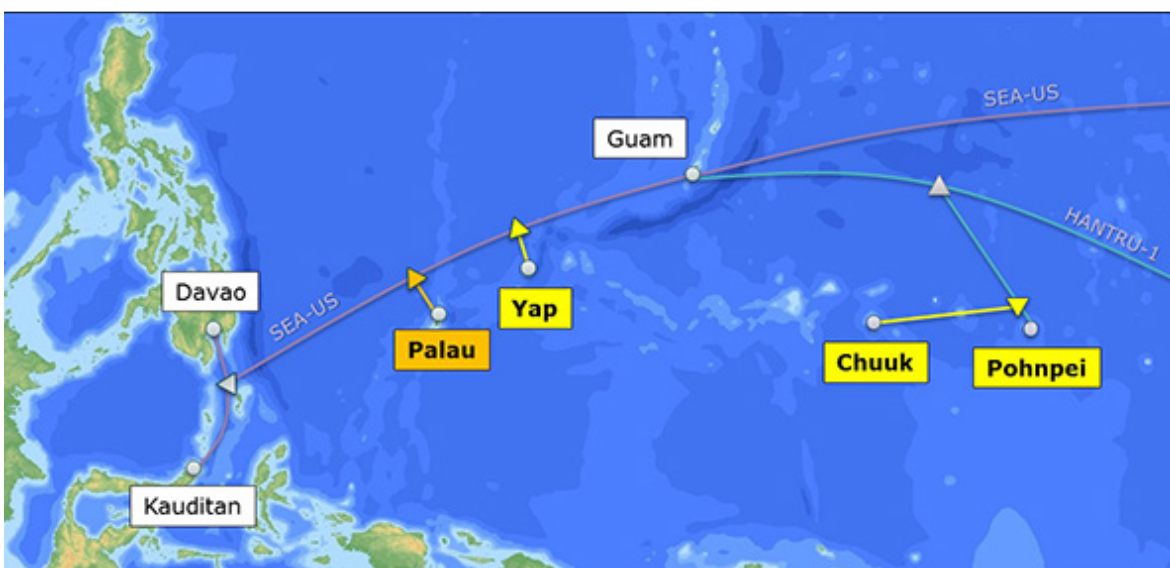 SEA-US
Guam
HANTRU-1
Davao
SEA-US
Yap
Palau
Chuuk
Pohnpei
Kauditan